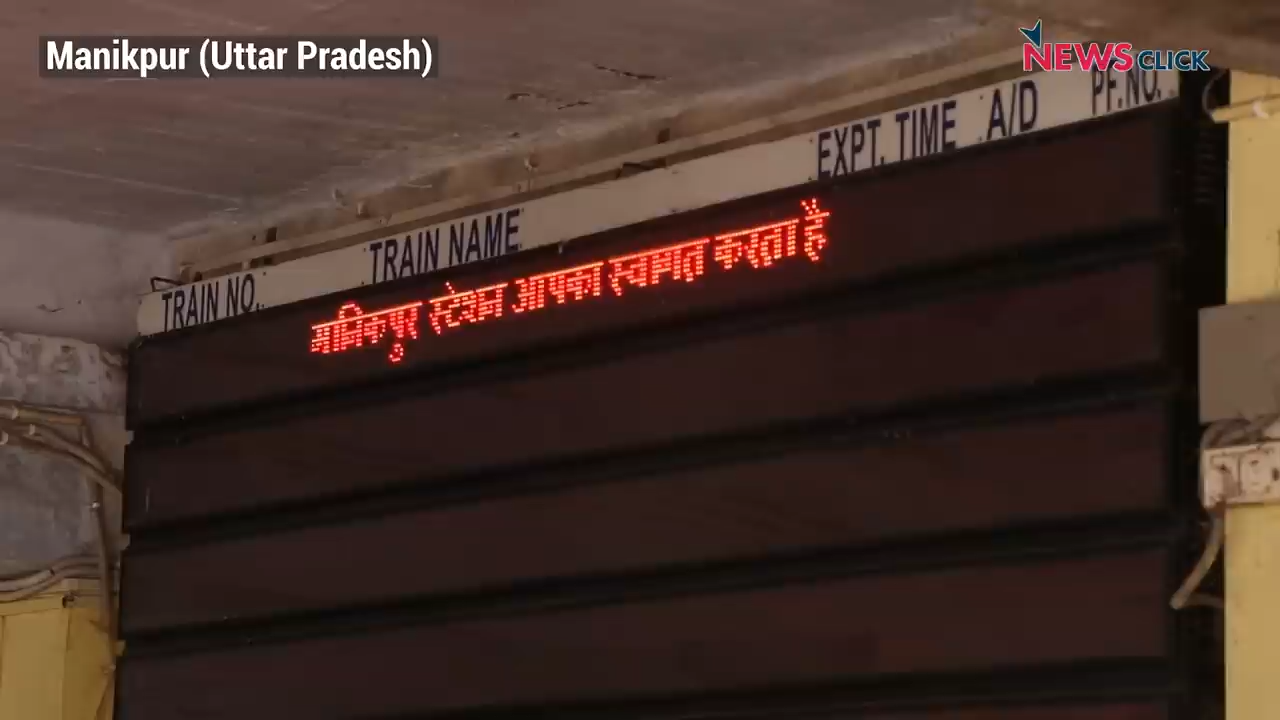 Manikpur (Uttar Pradesh)
NEWSCLICK
TRAIN NO. TRAIN NAME EXPT. TIME A/D PF.NO.
मानिकपुर स्टेशन आपका स्वागत करता है